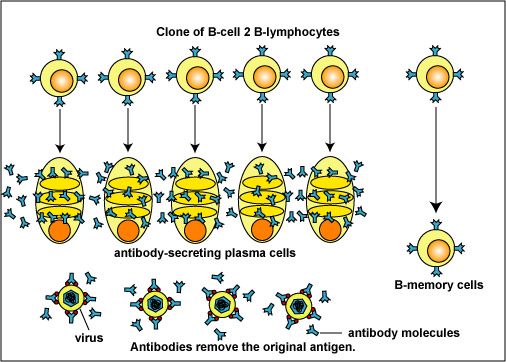 Clone of B-cell 2 B-lymphocytes
antibody-secreting plasma cells
B-memory cells
virus
antibody molecules
Antibodies remove the original antigen.